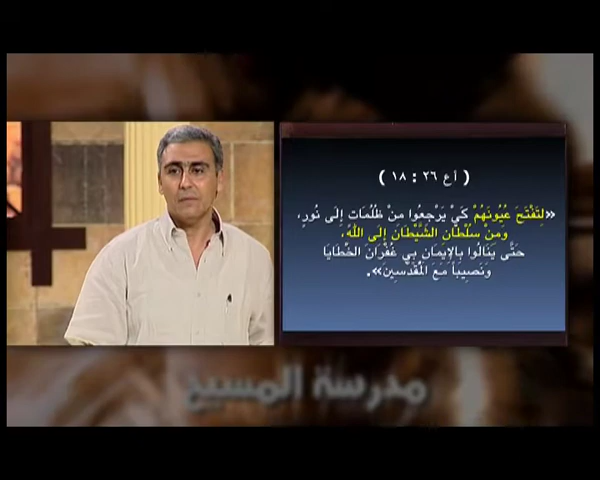 ( أع ٢٦ : ١٨ )
«لِتَفْتَحَ عُيُونَهُمْ كَيْ يَرْجِعُوا مِنْ ظُلُمَاتٍ إِلَى نُورٍ،
وَمِنْ سُلْطَانِ الشَّيْطَانِ إِلَى اللهِ،
حَتَّى يَنَالُوا بِالإِيمَانِ بِي غُفْرَانَ الْخَطَايَا
وَنَصِيباً مَعَ الْمُقَدَّسِينَ».
مدرسة المسيح